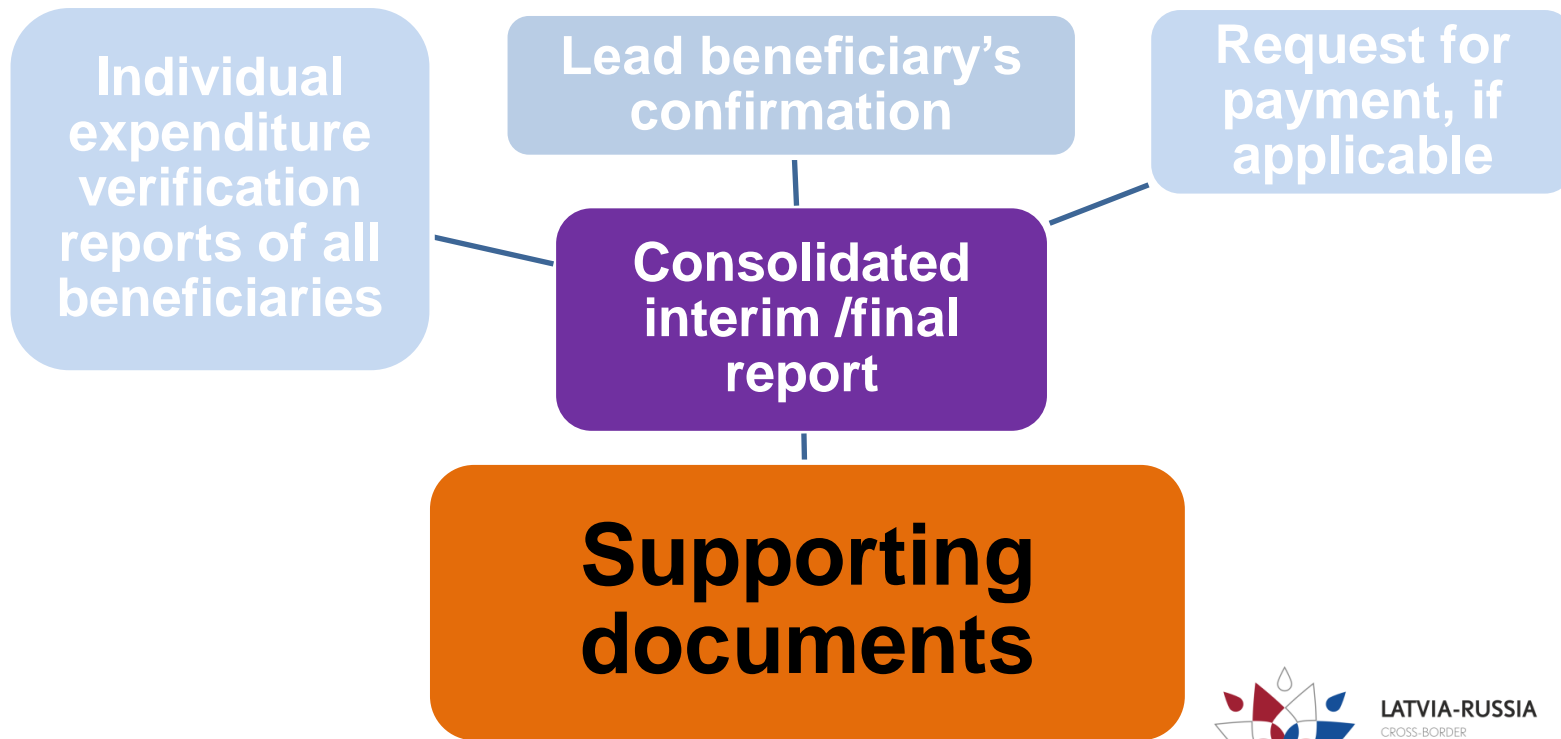 Individual
expenditure
verification
reports of all
beneficiaries
Lead beneficiary’s
confirmation
Request for
payment, if
applicable
Consolidated
interim /final
report
Supporting
documents
LATVIA-RUSSIA
CROSS-BORDER